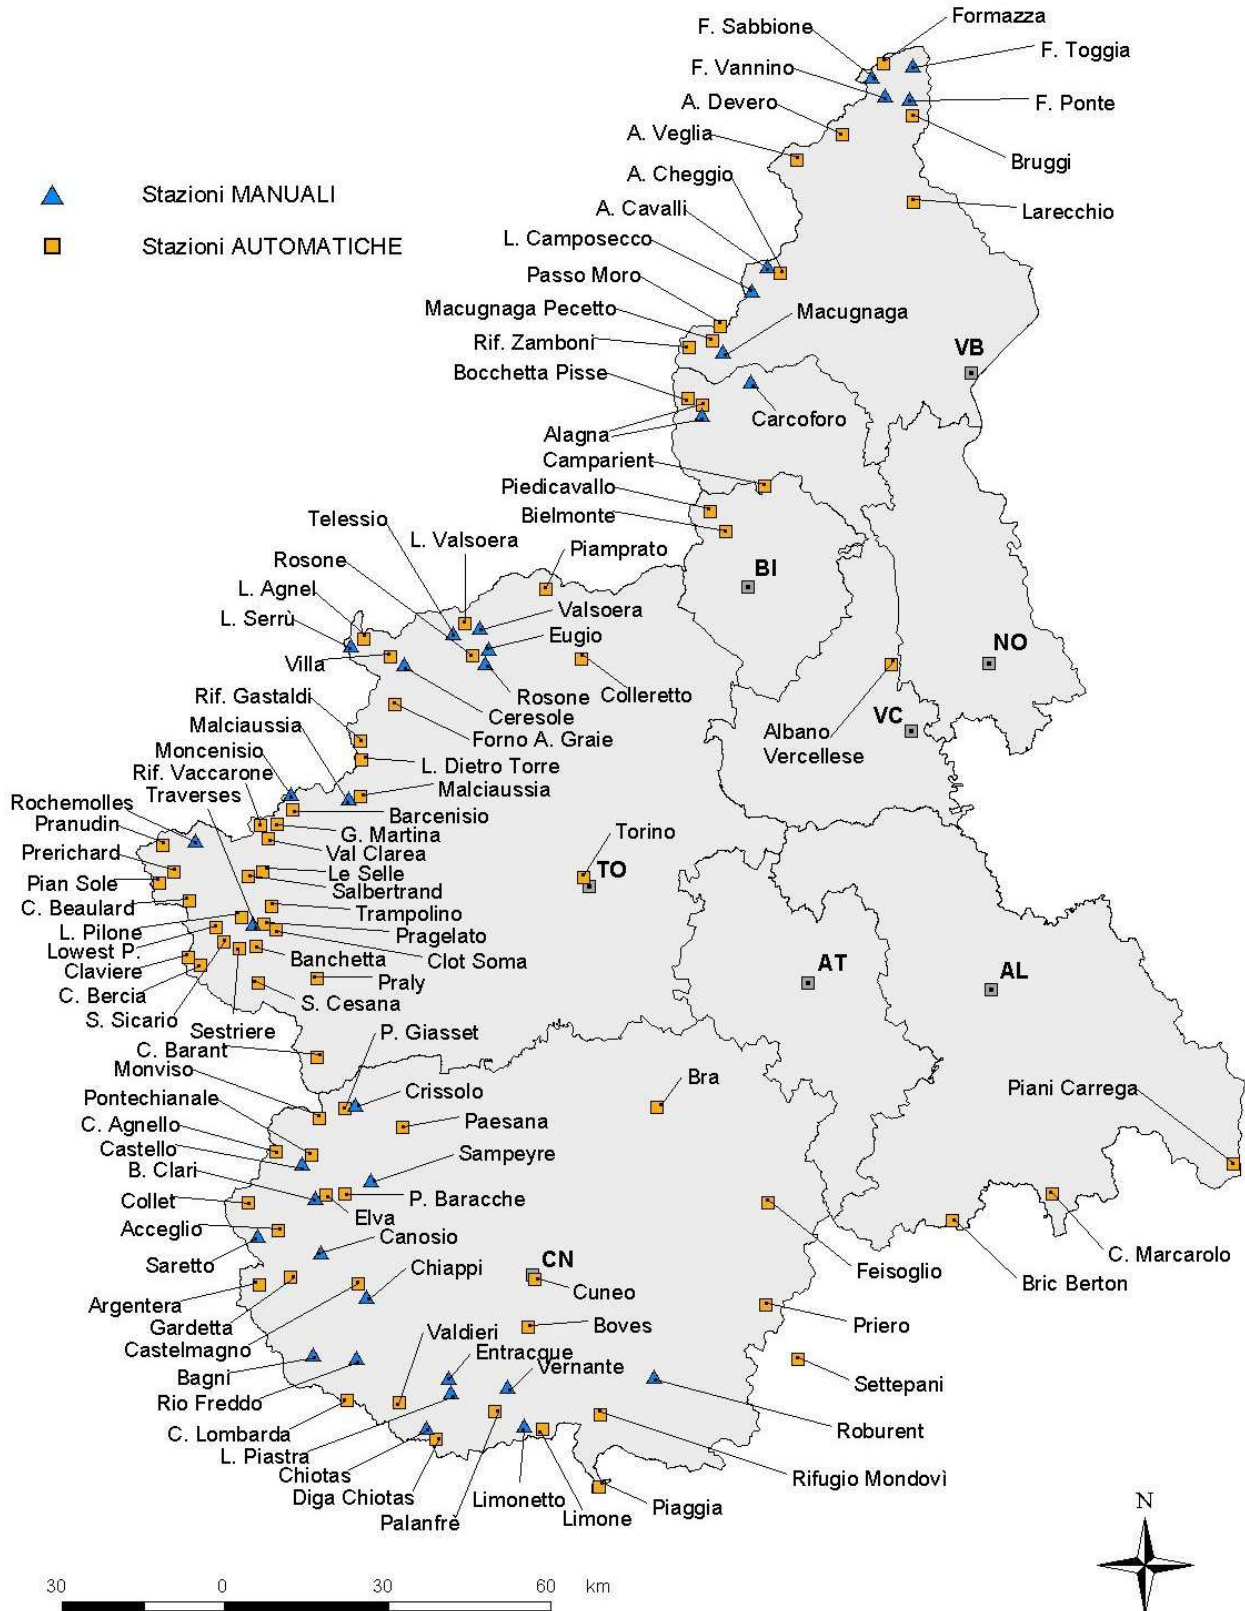 Formazza
F. Sabbione
F. Toggia
F. Vannino
F. Ponte
A. Devero
A. Veglia
Bruggi
A. Cheggio
Stazioni MANUALI
A. Cavalli
Larecchio
L. Camposecco
Stazioni AUTOMATICHE
Passo Moro
Macugnaga Pecetto
Macugnaga
Rif. Zamboni
VB
Bocchetta Pisse
Carcoforo
Alagna
Camparient
Piedicavallo
Bielmonte
Telessio
L. Valsoera
Piamprato
Rosone
BI
L. Agnel
Valsoera
L. Serrù
Eugio
NO
Villa
Rosone
Colleretto
Rif. Gastaldi
Ceresole
Malciaussia
Forno A. Graie
VC
Albano
Vercellese
Moncenisio
L. Dietro Torre
Rif. Vaccarone
Malciaussia
Traverses
Rochemolles
Barcenisio
Pranudin
G. Martina
Torino
Val Clarea
Prerichard
Le Selle
TO
Pian Sole
Salbertrand
C. Beaulard
Trampolino
L. Pilone
Pragelato
Lowest P.
Banchetta
Clot Soma
AT
AL
Claviere
Praly
C. Bercia
S. Cesana
S. Sicario
Sestriere
P. Giasset
C. Barant
Monviso
Bra
Crissolo
Piani Carrega
Pontechianale
Paesana
C. Agnello
Castello
Sampeyre
B. Clari
P. Baracche
Collet
Elva
Acceglio
Canosio
C. Marcarolo
Saretto
CN
Chiappi
Feisoglio
Bric Berton
Argentera
Cuneo
Gardetta
Priero
Castelmagno
Valdieri
Boves
Entracque
Bagni
Vernante
Settepani
Rio Freddo
C. Lombarda
Roburent
L. Piastra
Chiotas
Rifugio Mondovì
Diga Chiotas
Limonetto
Piaggia
Palanfrè
Limone
N
30 0 30 60 km